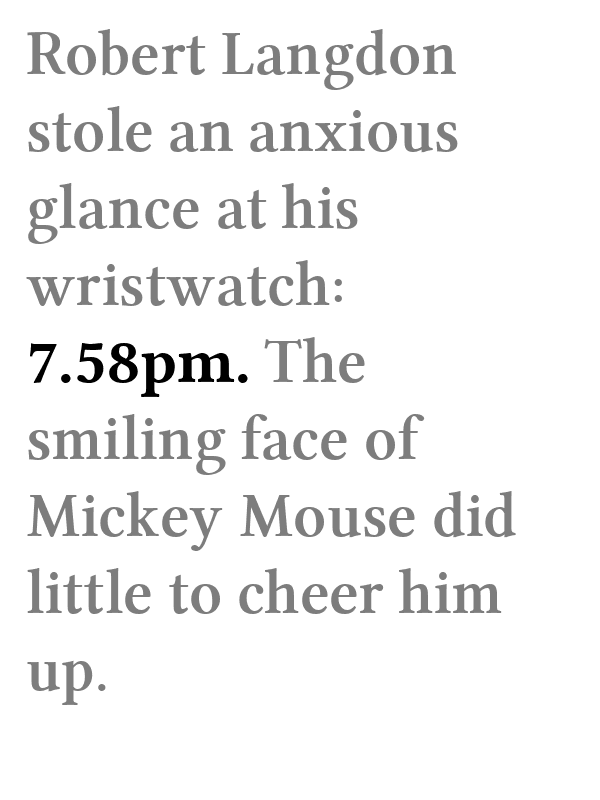 Robert Langdon
stole an anxious
glance at his
wristwatch:
7.58pm. The
smiling face of
Mickey Mouse did
little to cheer him
up.